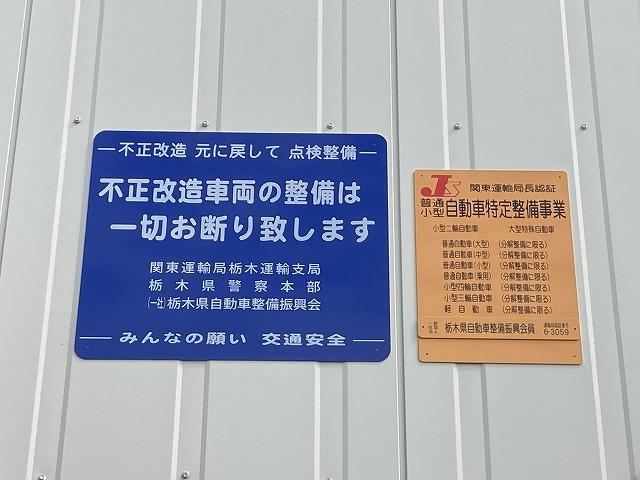 不正改造 元に戻して 点検整備
不正改造車両の整備は
一切お断り致します
関東運輸局栃木運輸支局
栃木県警察本部
(一社)栃木県自動車整備振興会
みんなの願い 交通安全
JS 関東運輸局長認証
普通
小型 自動車特定整備事業
小型二輪自動車 大型特殊自動車
普通自動車(大型) (分解整備に限る)
普通自動車(中型) (分解整備に限る)
普通自動車(小型) (分解整備に限る)
普通自動車(乗用) (分解整備に限る)
小型四輪自動車 (分解整備に限る)
小型三輪自動車 (分解整備に限る)
軽自動車 (分解整備に限る)
一般社団法人 栃木県自動車整備振興会員
6-3059